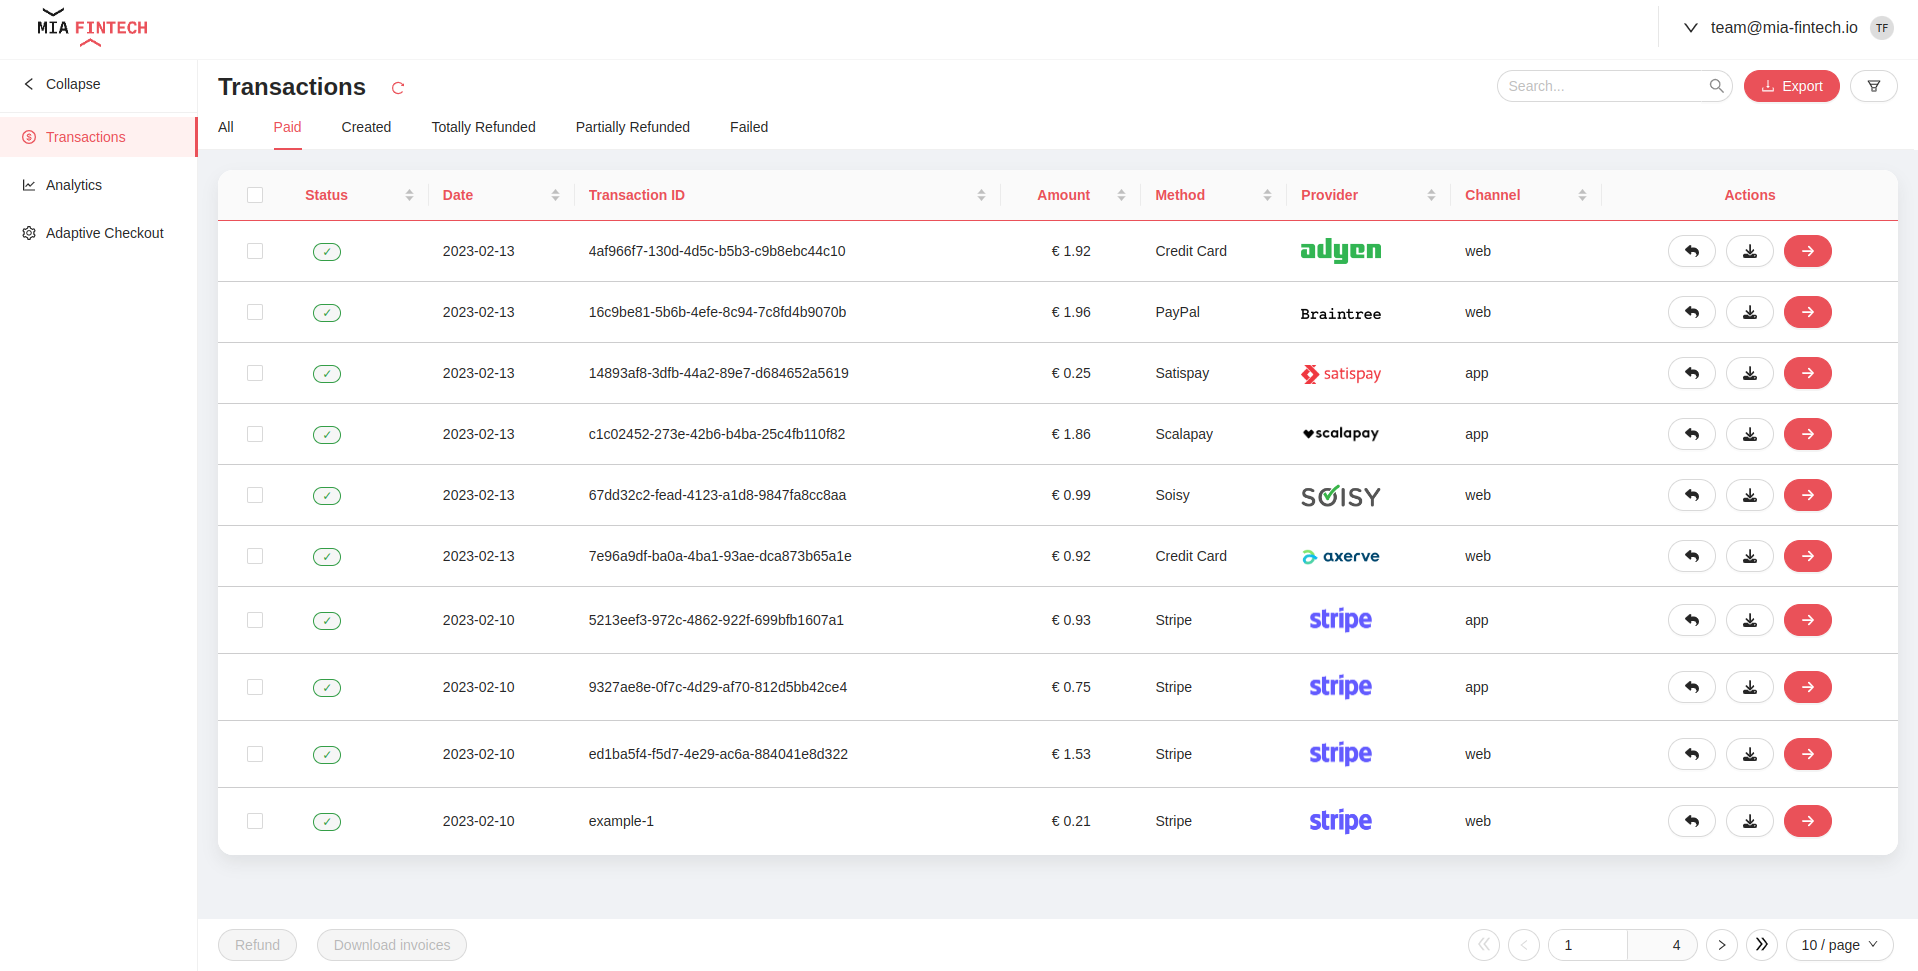 MIA FINTECH
team@mia-fintech.io TF
Collapse
Transactions
Analytics
Adaptive Checkout
Transactions
Search...
Export
All Paid Created Totally Refunded Partially Refunded Failed
Status Date Transaction ID Amount Method Provider Channel Actions
✓ 2023-02-13 4af966f7-130d-4d5c-b5b3-c9b8ebc44c10 € 1.92 Credit Card adyen web
✓ 2023-02-13 16c9be81-5b6b-4efe-8c94-7c8fd4b9070b € 1.96 PayPal Braintree web
✓ 2023-02-13 14893af8-3dfb-44a2-89e7-d684652a5619 € 0.25 Satispay satispay app
✓ 2023-02-13 c1c02452-273e-42b6-b4ba-25c4fb110f82 € 1.86 Scalapay scalapay app
✓ 2023-02-13 67dd32c2-fead-4123-a1d8-9847fa8cc8aa € 0.99 Soisy SOISY web
✓ 2023-02-13 7e96a9df-ba0a-4ba1-93ae-dca873b65a1e € 0.92 Credit Card axerve web
✓ 2023-02-10 5213eef3-972c-4862-922f-699bfb1607a1 € 0.93 Stripe stripe app
✓ 2023-02-10 9327ae8e-0f7c-4d29-af70-812d5bb42ce4 € 0.75 Stripe stripe app
✓ 2023-02-10 ed1ba5f4-f5d7-4e29-ac6a-884041e8d322 € 1.53 Stripe stripe web
✓ 2023-02-10 example-1 € 0.21 Stripe stripe web
Refund Download invoices 1 4 10 / page